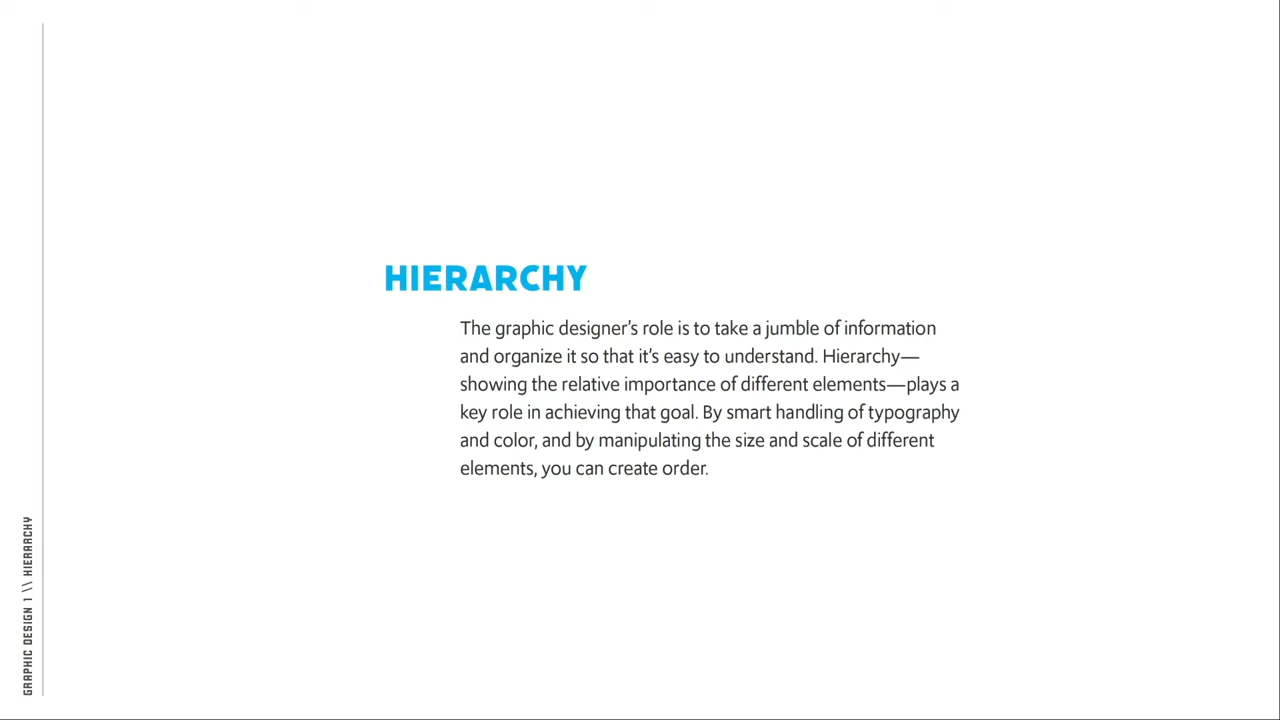 HIERARCHY
The graphic designer’s role is to take a jumble of information
and organize it so that it’s easy to understand. Hierarchy—
showing the relative importance of different elements—plays a
key role in achieving that goal. By smart handling of typography
and color, and by manipulating the size and scale of different
elements, you can create order.
GRAPHIC DESIGN 1 \\ HIERARCHY